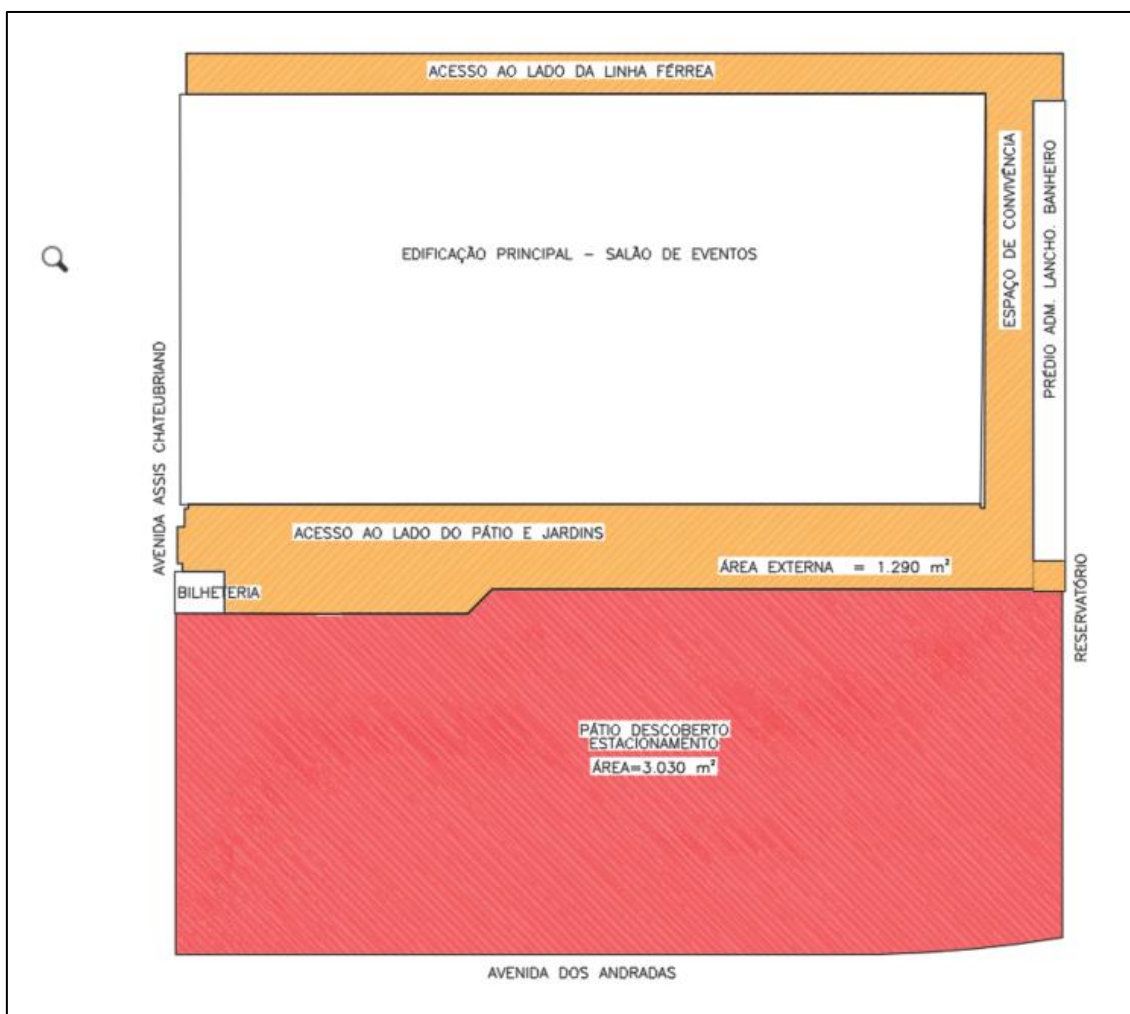 ACESSO AO LADO DA LINHA FÉRREA
EDIFICAÇÃO PRINCIPAL – SALÃO DE EVENTOS
ESPAÇO DE CONVIVÊNCIA
PRÉDIO ADM. LANCHO. BANHEIRO
AVENIDA ASSIS CHATEUBRIAND
ACESSO AO LADO DO PÁTIO E JARDINS
ÁREA EXTERNA = 1.290 m²
BILHETERIA
RESERVATÓRIO
PÁTIO DESCOBERTO
ESTACIONAMENTO
ÁREA=3.030 m²
AVENIDA DOS ANDRADAS